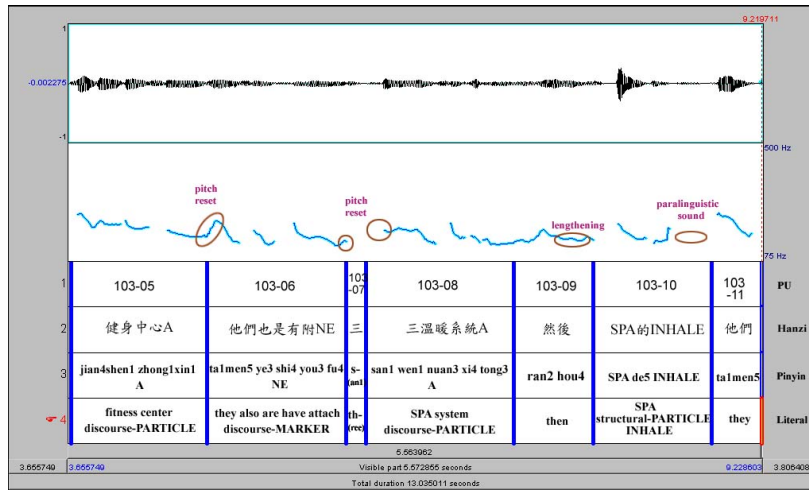 9.219711
1
-0.002275
-1
500 Hz
pitch reset
pitch reset
lengthening
paralinguistic sound
75 Hz
1 103-05 103-06 103-07 103-08 103-09 103-10 103-11 PU
2 健身中心A 他們也是有附NE 三 三溫暖系統A 然後 SPA的INHALE 他們 Hanzi
3 jian4shen1 zhong1xin1 A ta1men5 ye3 shi4 you3 fu4 NE s-(an1) san1 wen1 nuan3 xi4 tong3 A ran2 hou4 SPA de5 INHALE ta1men5 Pinyin
4 fitness center discourse-PARTICLE they also are have attach discourse-MARKER th-(ree) SPA system discourse-PARTICLE then SPA structural-PARTICLE INHALE they Literal
5.563962
3.655749 3.655749 Visible part 5.572855 seconds 9.228603 3.806408
Total duration 13.035011 seconds